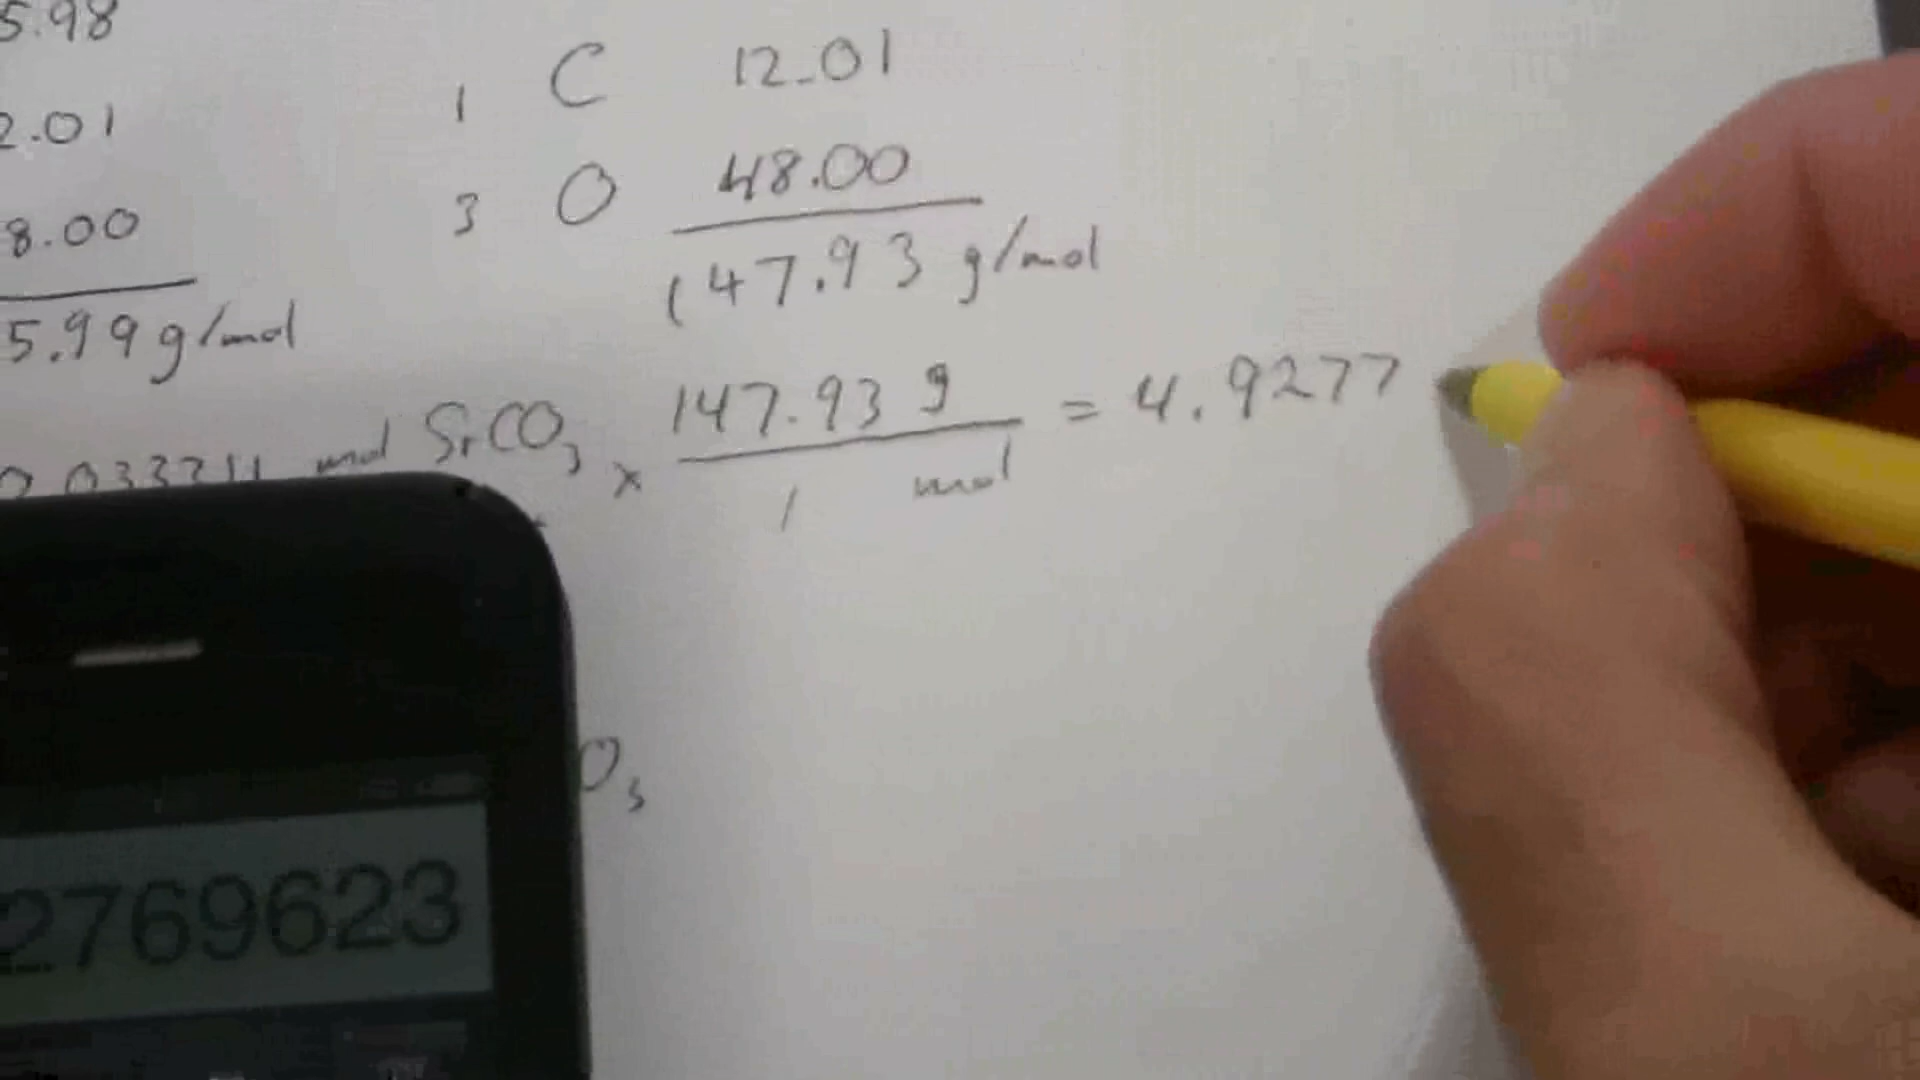 5.98
1 C 12.01
2.01
3 O 48.00
8.00
147.93 g/mol
5.99 g/mol
mol SrCO3 x 147.93 g / 1 mol = 4.9277
O3
2769623